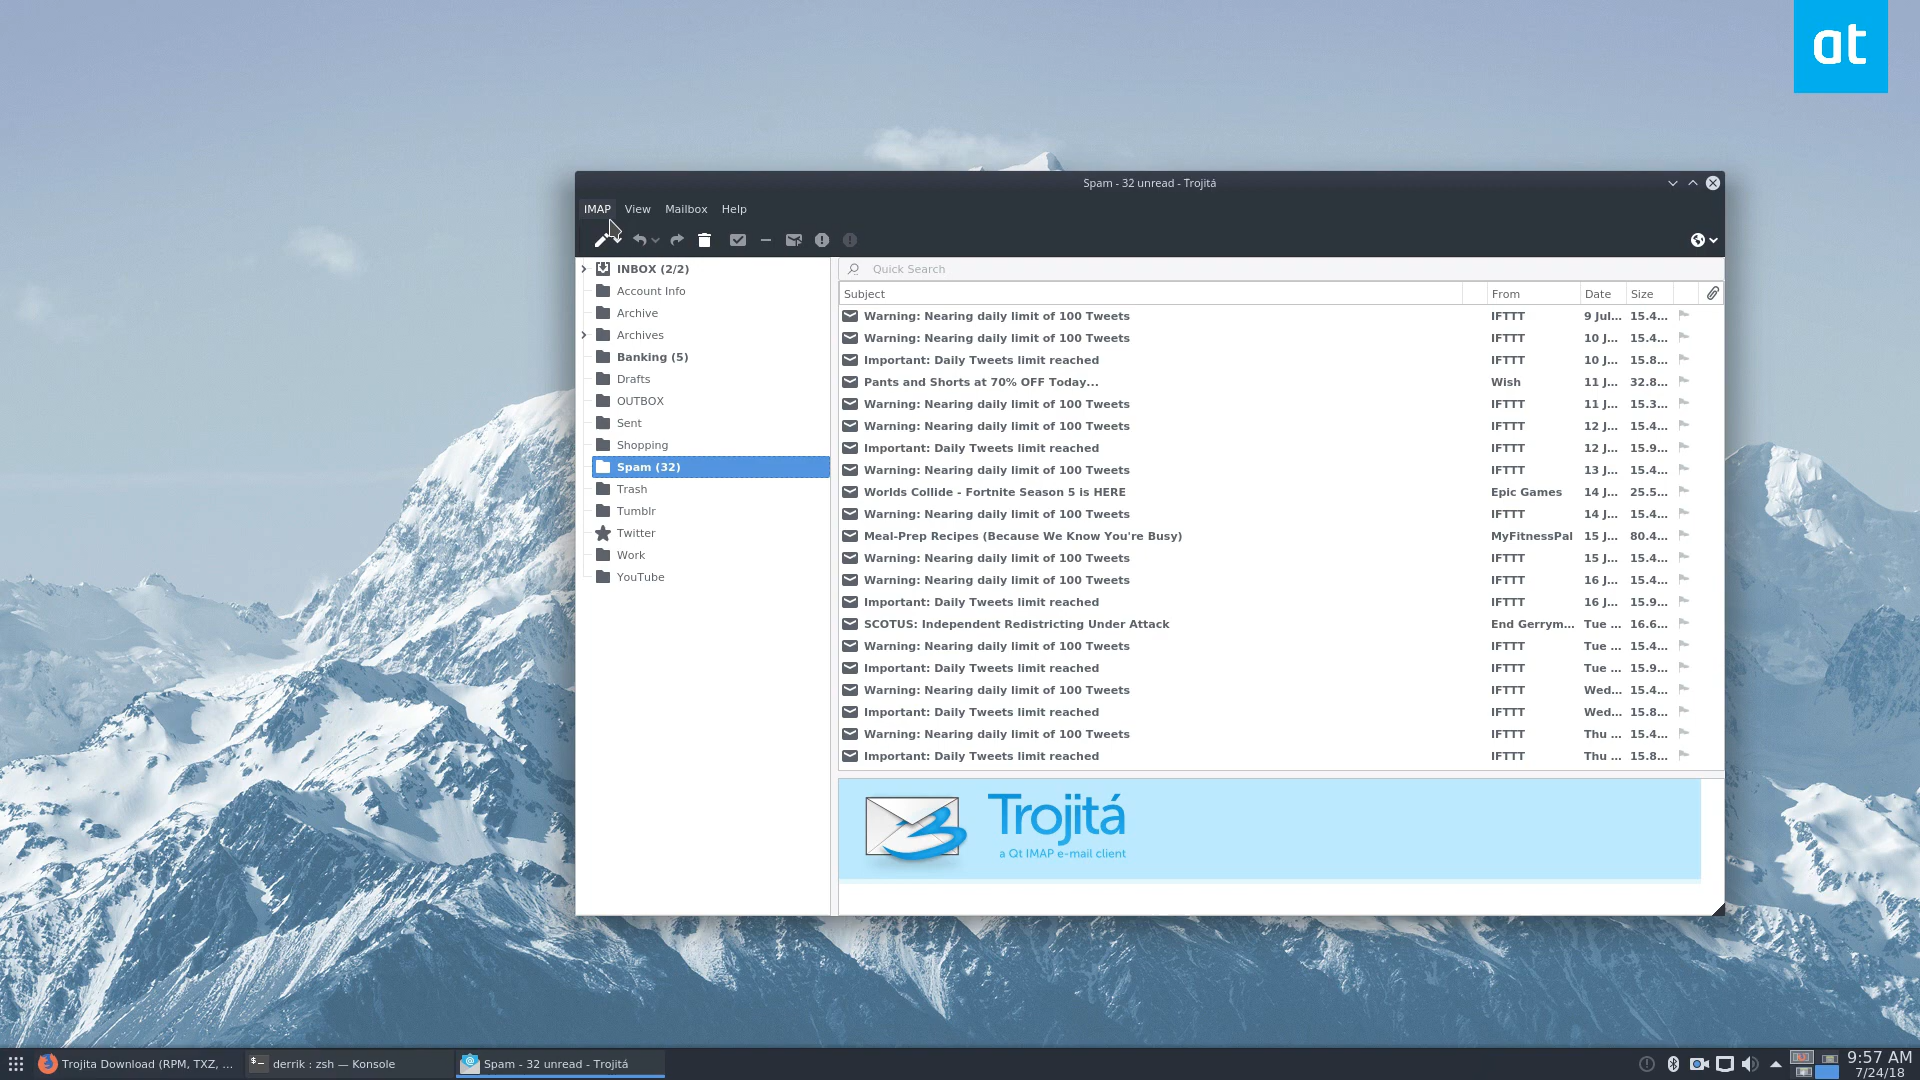 at
Spam - 32 unread - Trojitá
IMAP View Mailbox Help
INBOX (2/2)
Account Info
Archive
Archives
Banking (5)
Drafts
OUTBOX
Sent
Shopping
Spam (32)
Trash
Tumblr
Twitter
Work
YouTube
Quick Search
Subject From Date Size
Warning: Nearing daily limit of 100 Tweets IFTTT 9 Jul... 15.4...
Warning: Nearing daily limit of 100 Tweets IFTTT 10 J... 15.4...
Important: Daily Tweets limit reached IFTTT 10 J... 15.8...
Pants and Shorts at 70% OFF Today... Wish 11 J... 32.8...
Warning: Nearing daily limit of 100 Tweets IFTTT 11 J... 15.3...
Warning: Nearing daily limit of 100 Tweets IFTTT 12 J... 15.4...
Important: Daily Tweets limit reached IFTTT 12 J... 15.9...
Warning: Nearing daily limit of 100 Tweets IFTTT 13 J... 15.4...
Worlds Collide - Fortnite Season 5 is HERE Epic Games 14 J... 25.5...
Warning: Nearing daily limit of 100 Tweets IFTTT 14 J... 15.4...
Meal-Prep Recipes (Because We Know You're Busy) MyFitnessPal 15 J... 80.4...
Warning: Nearing daily limit of 100 Tweets IFTTT 15 J... 15.4...
Warning: Nearing daily limit of 100 Tweets IFTTT 16 J... 15.4...
Important: Daily Tweets limit reached IFTTT 16 J... 15.9...
SCOTUS: Independent Redistricting Under Attack End Gerrym... Tue ... 16.6...
Warning: Nearing daily limit of 100 Tweets IFTTT Tue ... 15.4...
Important: Daily Tweets limit reached IFTTT Tue ... 15.9...
Warning: Nearing daily limit of 100 Tweets IFTTT Wed... 15.4...
Important: Daily Tweets limit reached IFTTT Wed... 15.8...
Warning: Nearing daily limit of 100 Tweets IFTTT Thu ... 15.4...
Important: Daily Tweets limit reached IFTTT Thu ... 15.8...
Trojitá
a Qt IMAP e-mail client
Trojita Download (RPM, TXZ, ... derrik : zsh — Konsole Spam - 32 unread - Trojitá 9:57 AM
7/24/18